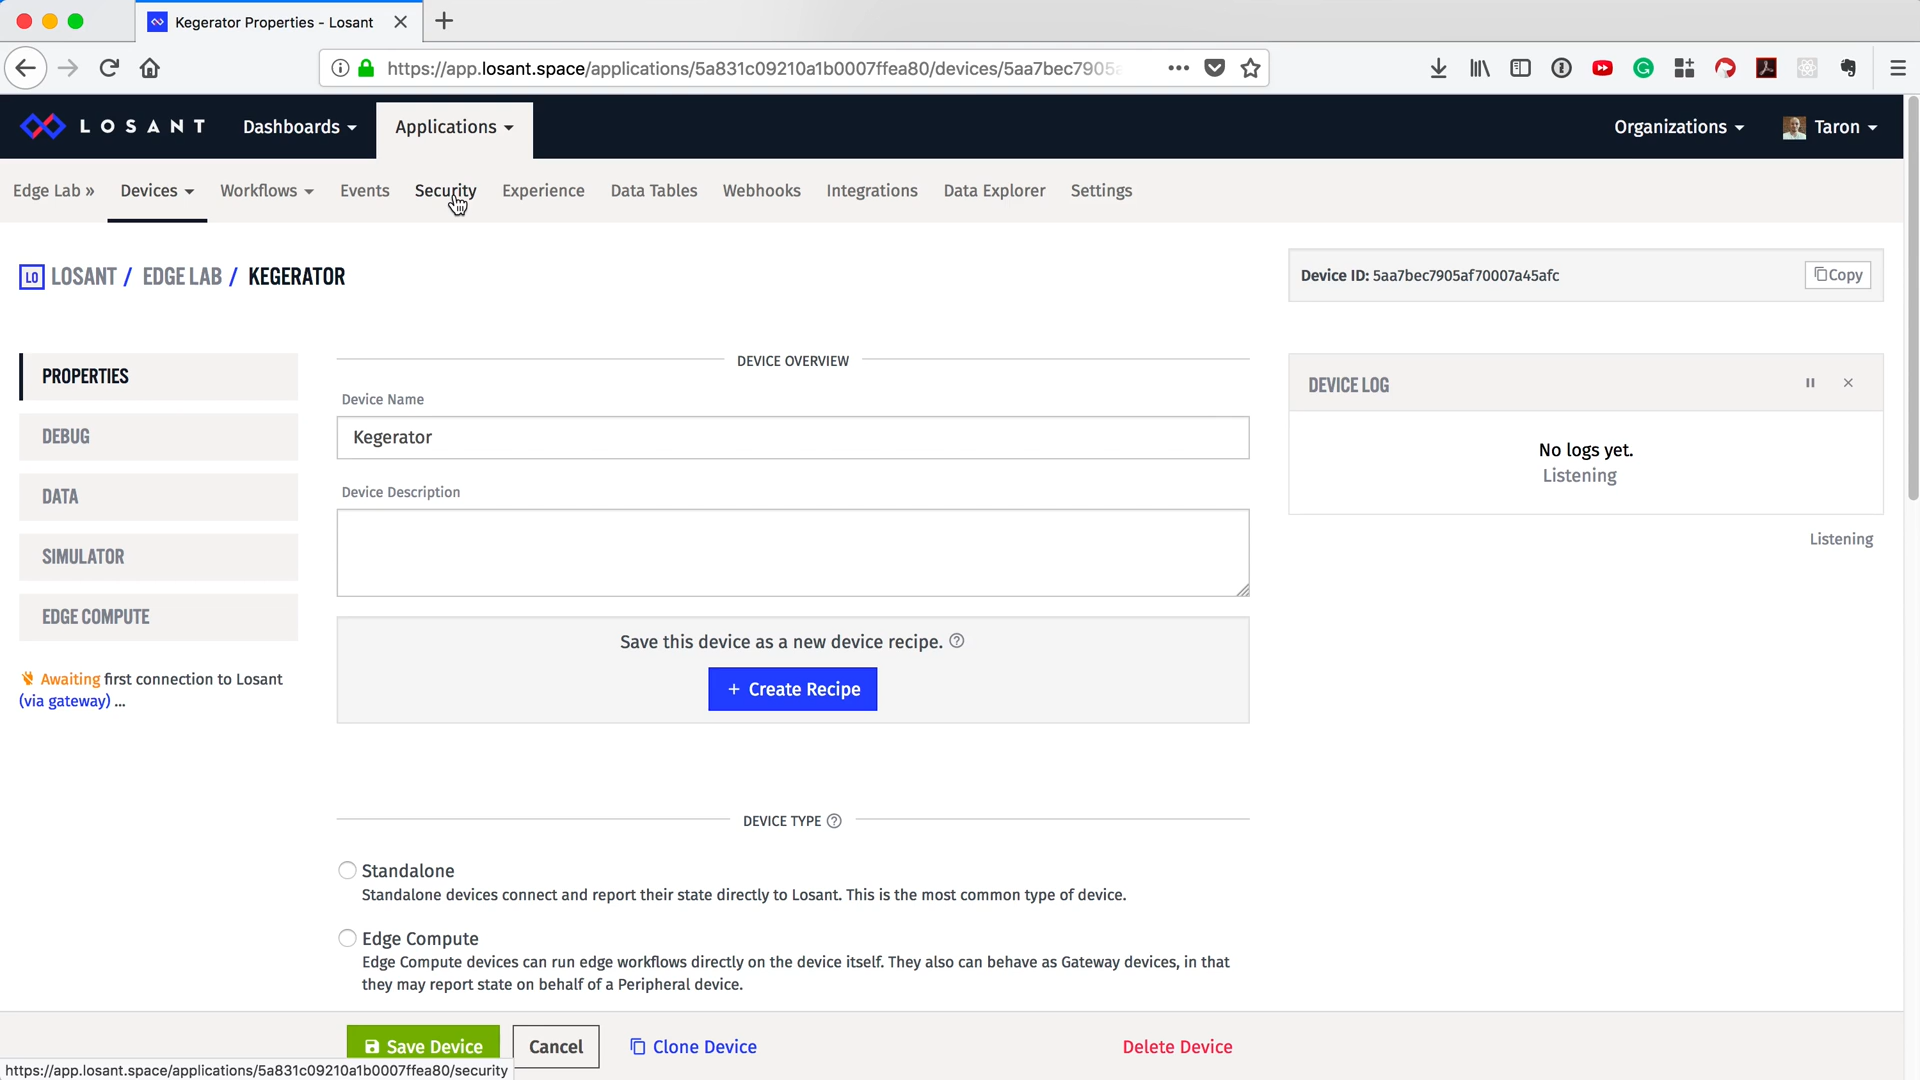 Kegerator Properties - Losant
https://app.losant.space/applications/5a831c09210a1b0007ffea80/devices/5aa7bec7905a
LOSANT
Dashboards
Applications
Organizations
Taron
Edge Lab »
Devices
Workflows
Events
Security
Experience
Data Tables
Webhooks
Integrations
Data Explorer
Settings
LO LOSANT / EDGE LAB / KEGERATOR
Device ID: 5aa7bec7905af70007a45afc
Copy
PROPERTIES
DEBUG
DATA
SIMULATOR
EDGE COMPUTE
Awaiting first connection to Losant
(via gateway) ...
DEVICE OVERVIEW
Device Name
Kegerator
Device Description
Save this device as a new device recipe.
+ Create Recipe
DEVICE TYPE
Standalone
Standalone devices connect and report their state directly to Losant. This is the most common type of device.
Edge Compute
Edge Compute devices can run edge workflows directly on the device itself. They also can behave as Gateway devices, in that
they may report state on behalf of a Peripheral device.
DEVICE LOG
No logs yet.
Listening
Listening
Save Device
Cancel
Clone Device
Delete Device
https://app.losant.space/applications/5a831c09210a1b0007ffea80/security